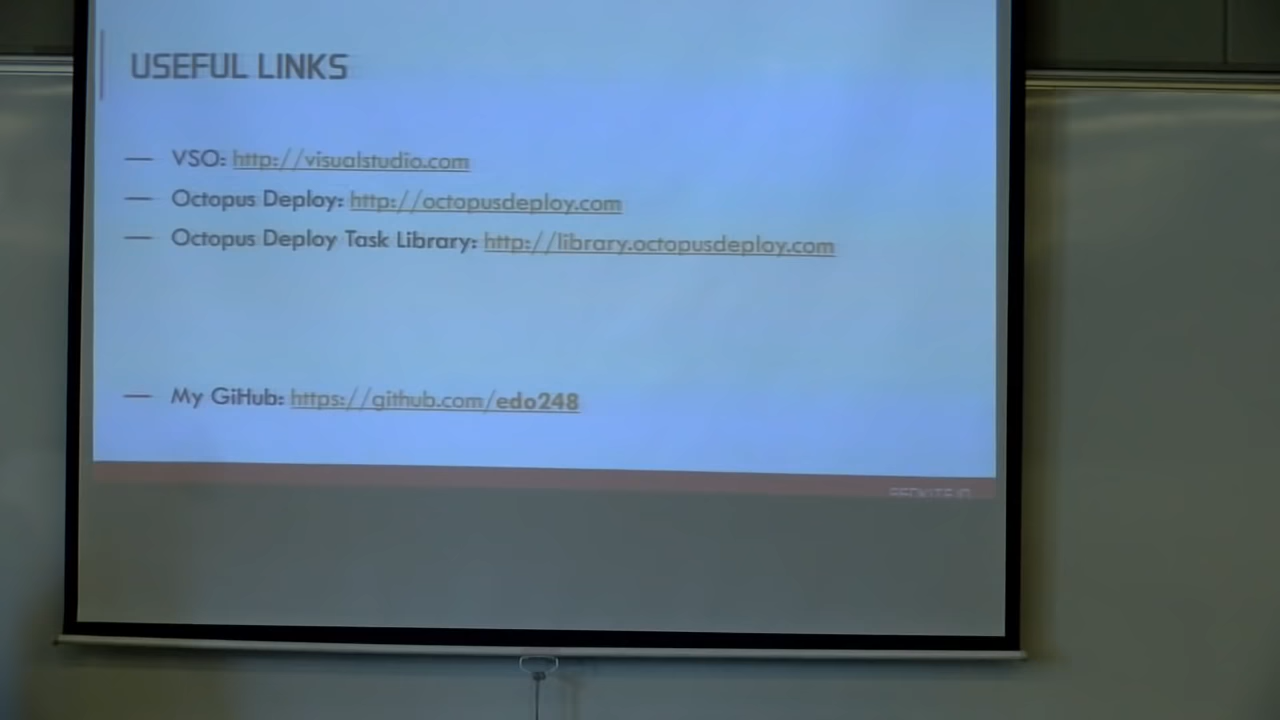 USEFUL LINKS
— VSO: http://visualstudio.com
— Octopus Deploy: http://octopusdeploy.com
— Octopus Deploy Task Library: http://library.octopusdeploy.com
— My GiHub: https://github.com/edo248